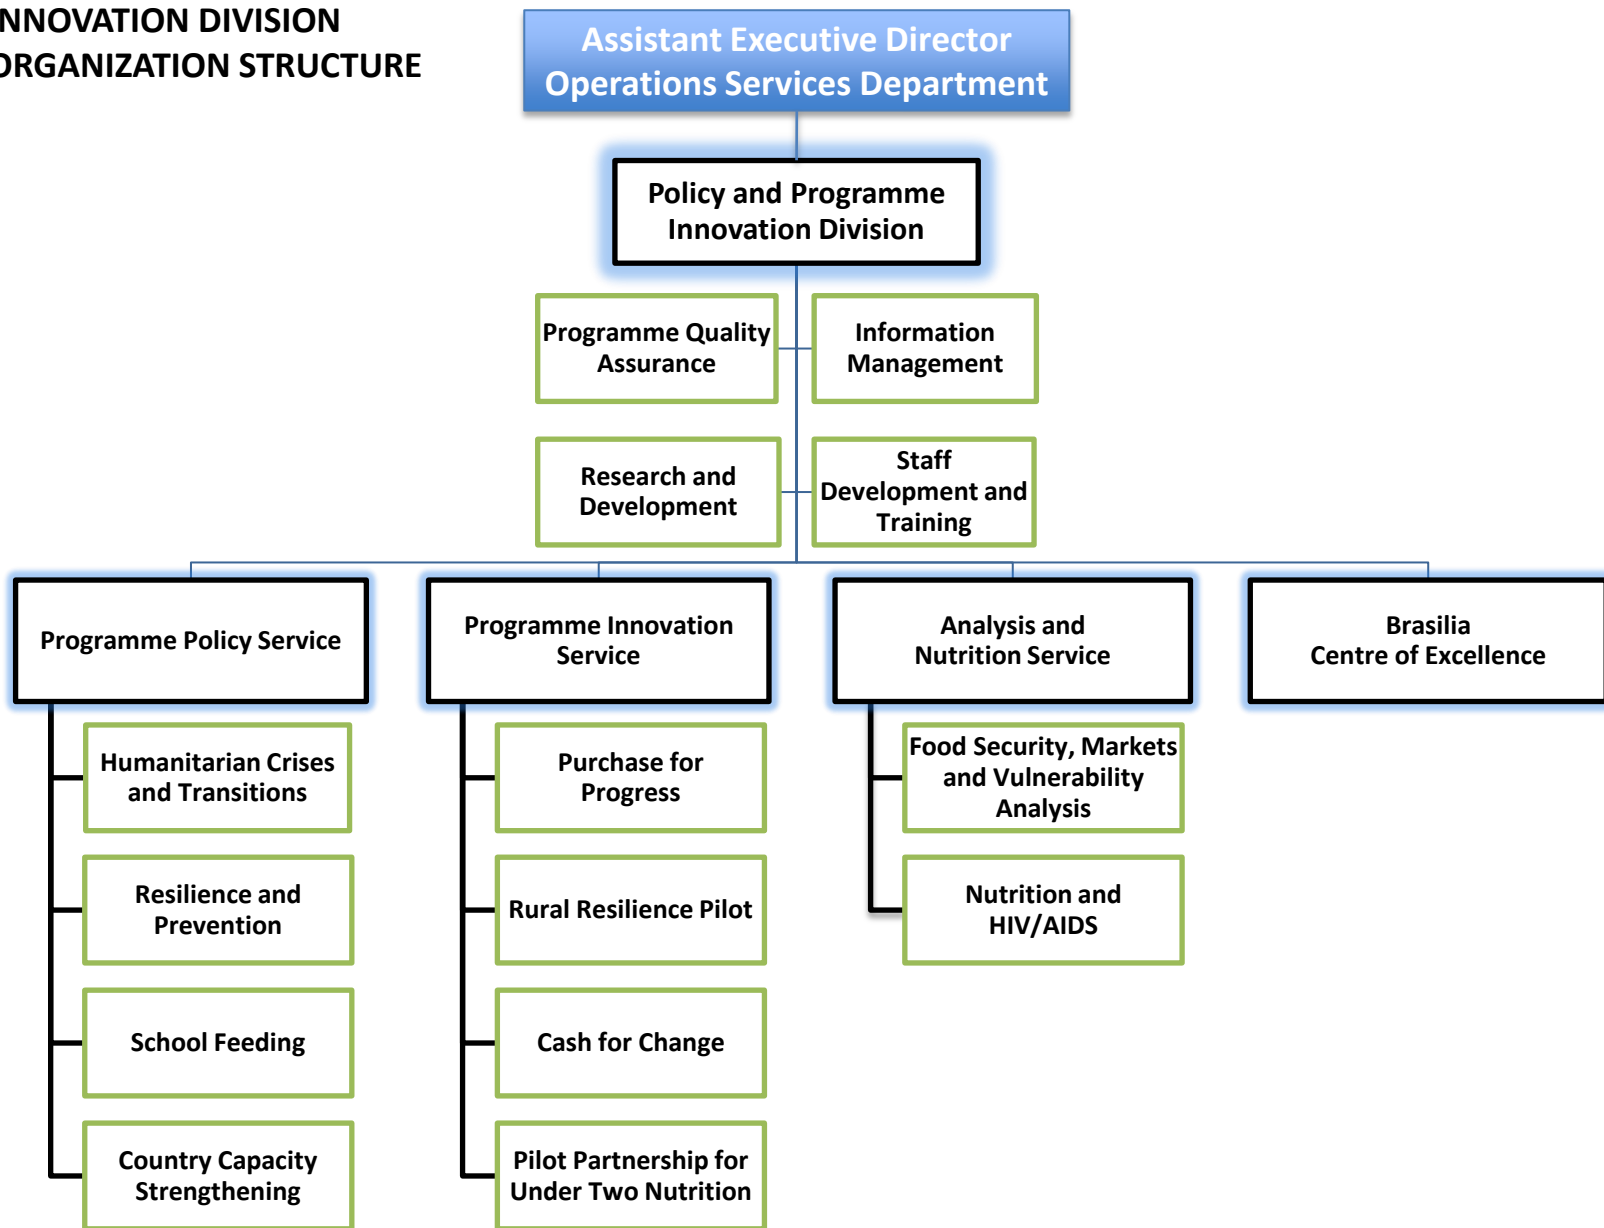 NNOVATION DIVISION
ORGANIZATION STRUCTURE
Assistant Executive Director
Operations Services Department
Policy and Programme
Innovation Division
Programme Quality
Assurance
Information
Management
Research and
Development
Staff
Development and
Training
Programme Policy Service
Programme Innovation
Service
Analysis and
Nutrition Service
Brasilia
Centre of Excellence
Humanitarian Crises
and Transitions
Resilience and
Prevention
School Feeding
Country Capacity
Strengthening
Purchase for
Progress
Rural Resilience Pilot
Cash for Change
Pilot Partnership for
Under Two Nutrition
Food Security, Markets
and Vulnerability
Analysis
Nutrition and
HIV/AIDS